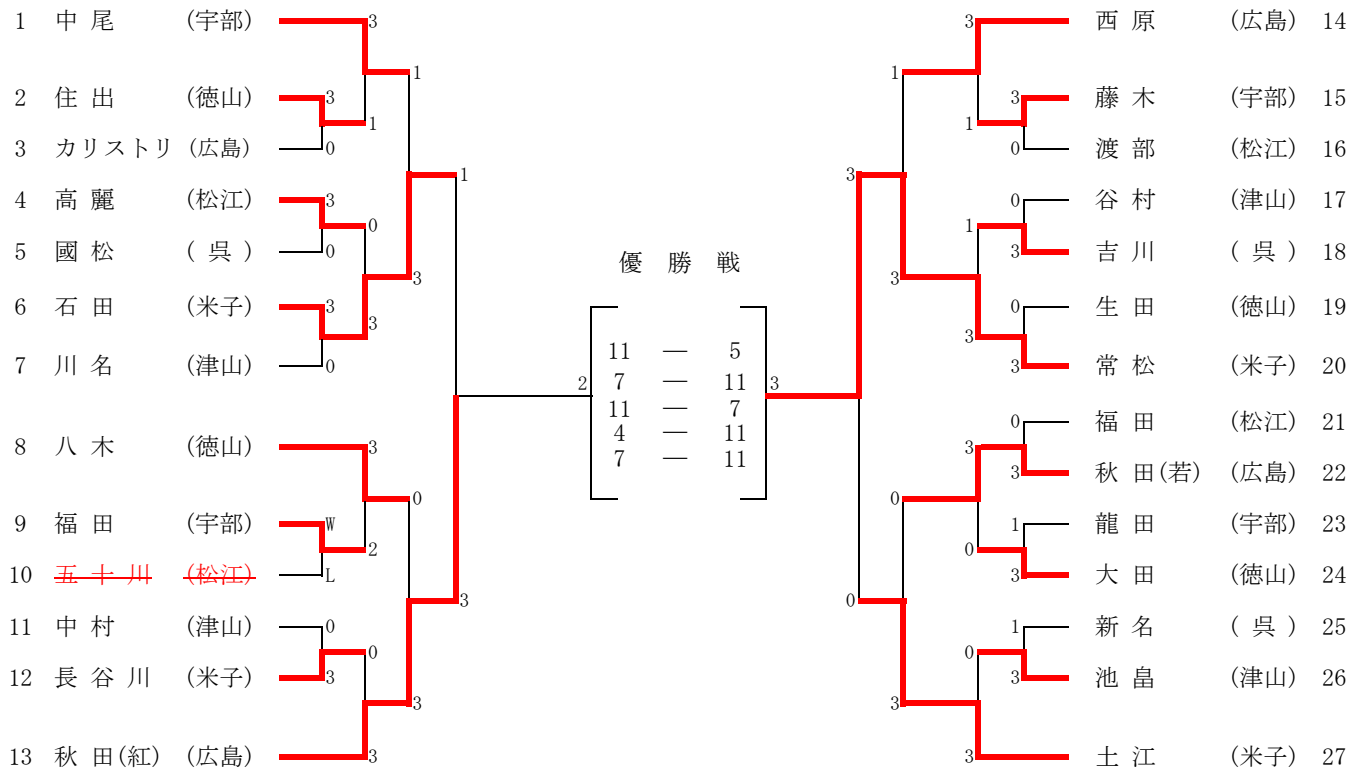 1 中 尾 (宇部) 3
1
2 住 出 (徳山) 3
1
3 カリストリ (広島) 0
1
4 高 麗 (松江) 3
0
5 國 松 ( 呉 ) 0
3
6 石 田 (米子) 3
3
7 川 名 (津山) 0
8 八 木 (徳山) 3
0
9 福 田 (宇部) W
2
10 五 十 川 (松江) L
3
11 中 村 (津山) 0
0
12 長 谷 川 (米子) 3
3
13 秋 田(紅) (広島) 3
優 勝 戦
11 ― 5
2 7 ― 11 3
11 ― 7
4 ― 11
7 ― 11
3 西 原 (広島) 14
1
3 藤 木 (宇部) 15
1
0 渡 部 (松江) 16
3
0 谷 村 (津山) 17
1
3 吉 川 ( 呉 ) 18
3
0 生 田 (徳山) 19
3
3 常 松 (米子) 20
0 福 田 (松江) 21
3
3 秋 田(若) (広島) 22
0
1 龍 田 (宇部) 23
0
3 大 田 (徳山) 24
0
1 新 名 ( 呉 ) 25
0
3 池 畠 (津山) 26
3
3 土 江 (米子) 27